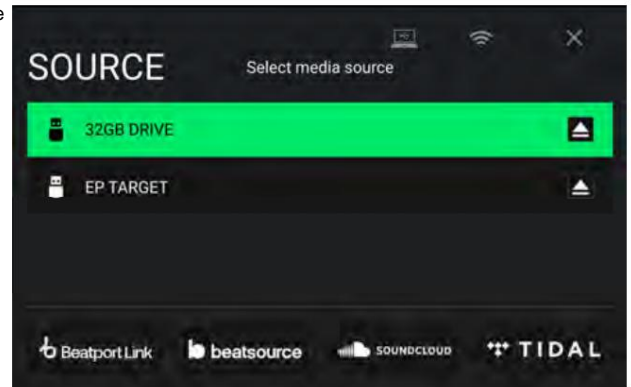 e
SOURCE
Select media source
32GB DRIVE
EP TARGET
Beatport Link beatsource SOUNDCLOUD TIDAL